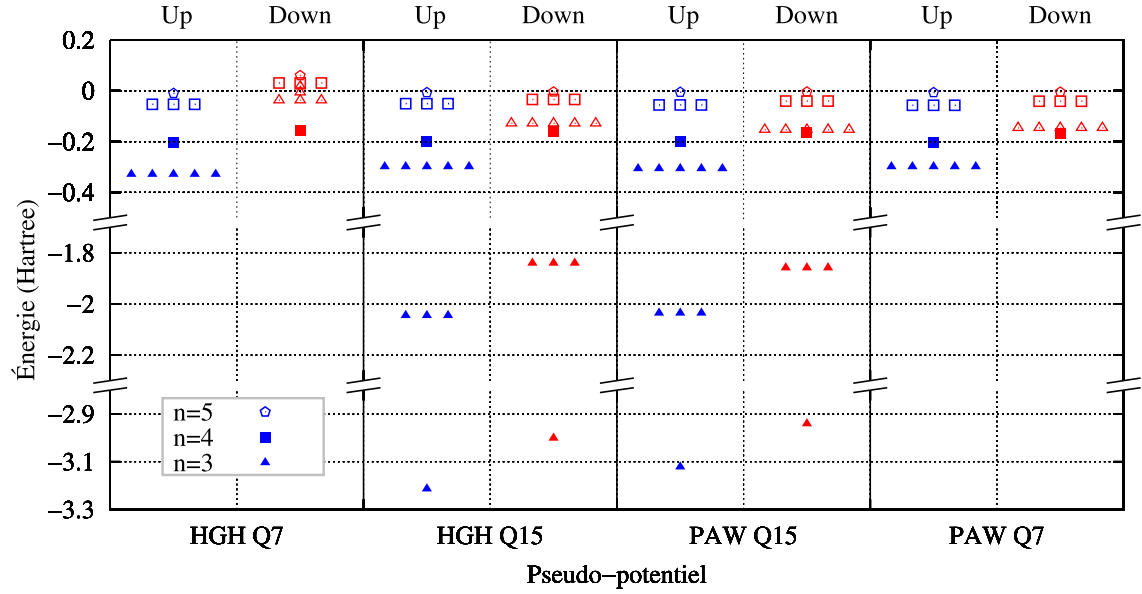 Up Down Up Down Up Down Up Down
0.2
0
−0.2
−0.4
−1.8
−2
−2.2
−2.9
−3.1
−3.3
Énergie (Hartree)
n=5
n=4
n=3
HGH Q7 HGH Q15 PAW Q15 PAW Q7
Pseudo−potentiel